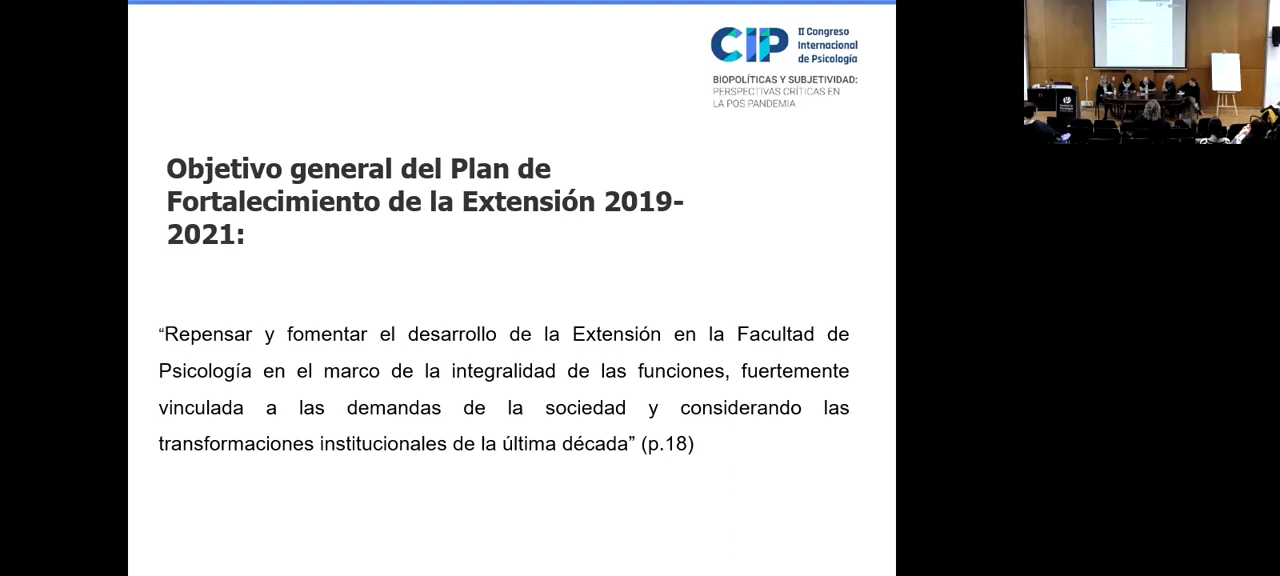 CIP
II Congreso
Internacional
de Psicología
BIOPOLÍTICAS Y SUBJETIVIDAD:
PERSPECTIVAS CRÍTICAS EN
LA POS PANDEMIA
Objetivo general del Plan de
Fortalecimiento de la Extensión 2019-
2021:
“Repensar y fomentar el desarrollo de la Extensión en la Facultad de
Psicología en el marco de la integralidad de las funciones, fuertemente
vinculada a las demandas de la sociedad y considerando las
transformaciones institucionales de la última década” (p.18)
CIP